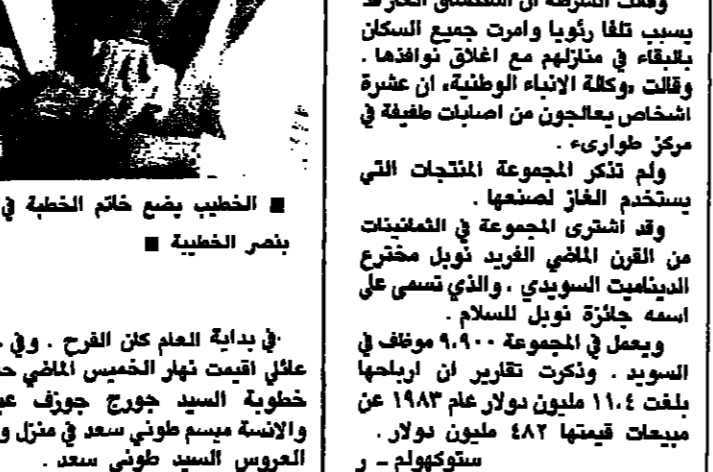 وقالت الشرطة ان
يسبب تلفا رئويا وامرت جميع السكان
بالبقاء في منازلهم مع اغلاق نوافذها .
وقالت «وكالة الانباء الوطنية» ان عشرة
اشخاص يعالجون من اصابات طفيفة في
مركز طوارىء .
ولم تذكر المجموعة المنتجات التي
يستخدم الغاز لصنعها .
وقد اشترى المجموعة في الثمانينات
من القرن الماضي الفريد نوبل مخترع
الديناميت السويدي ، والذي تسمى على
اسمه جائزة نوبل للسلام .
ويعمل في المجموعة ٩،٩٠٠ موظف في
السويد . وذكرت تقارير ان ارباحها
بلغت ١١،٤ مليون دولار عام ١٩٨٣ عن
مبيعات قيمتها ٤٨٢ مليون دولار .
ستوكهولم - ر
■ الخطيب يضع خاتم الخطبة في
بنصر الخطيبة ■
في بداية العام كان الفرح . وفي
عائلي اقيمت نهار الخميس الماضي
خطوبة السيد جورج جوزف
والانسة ميسم طوني سعد في منزل
العروس السيد طوني سعد .